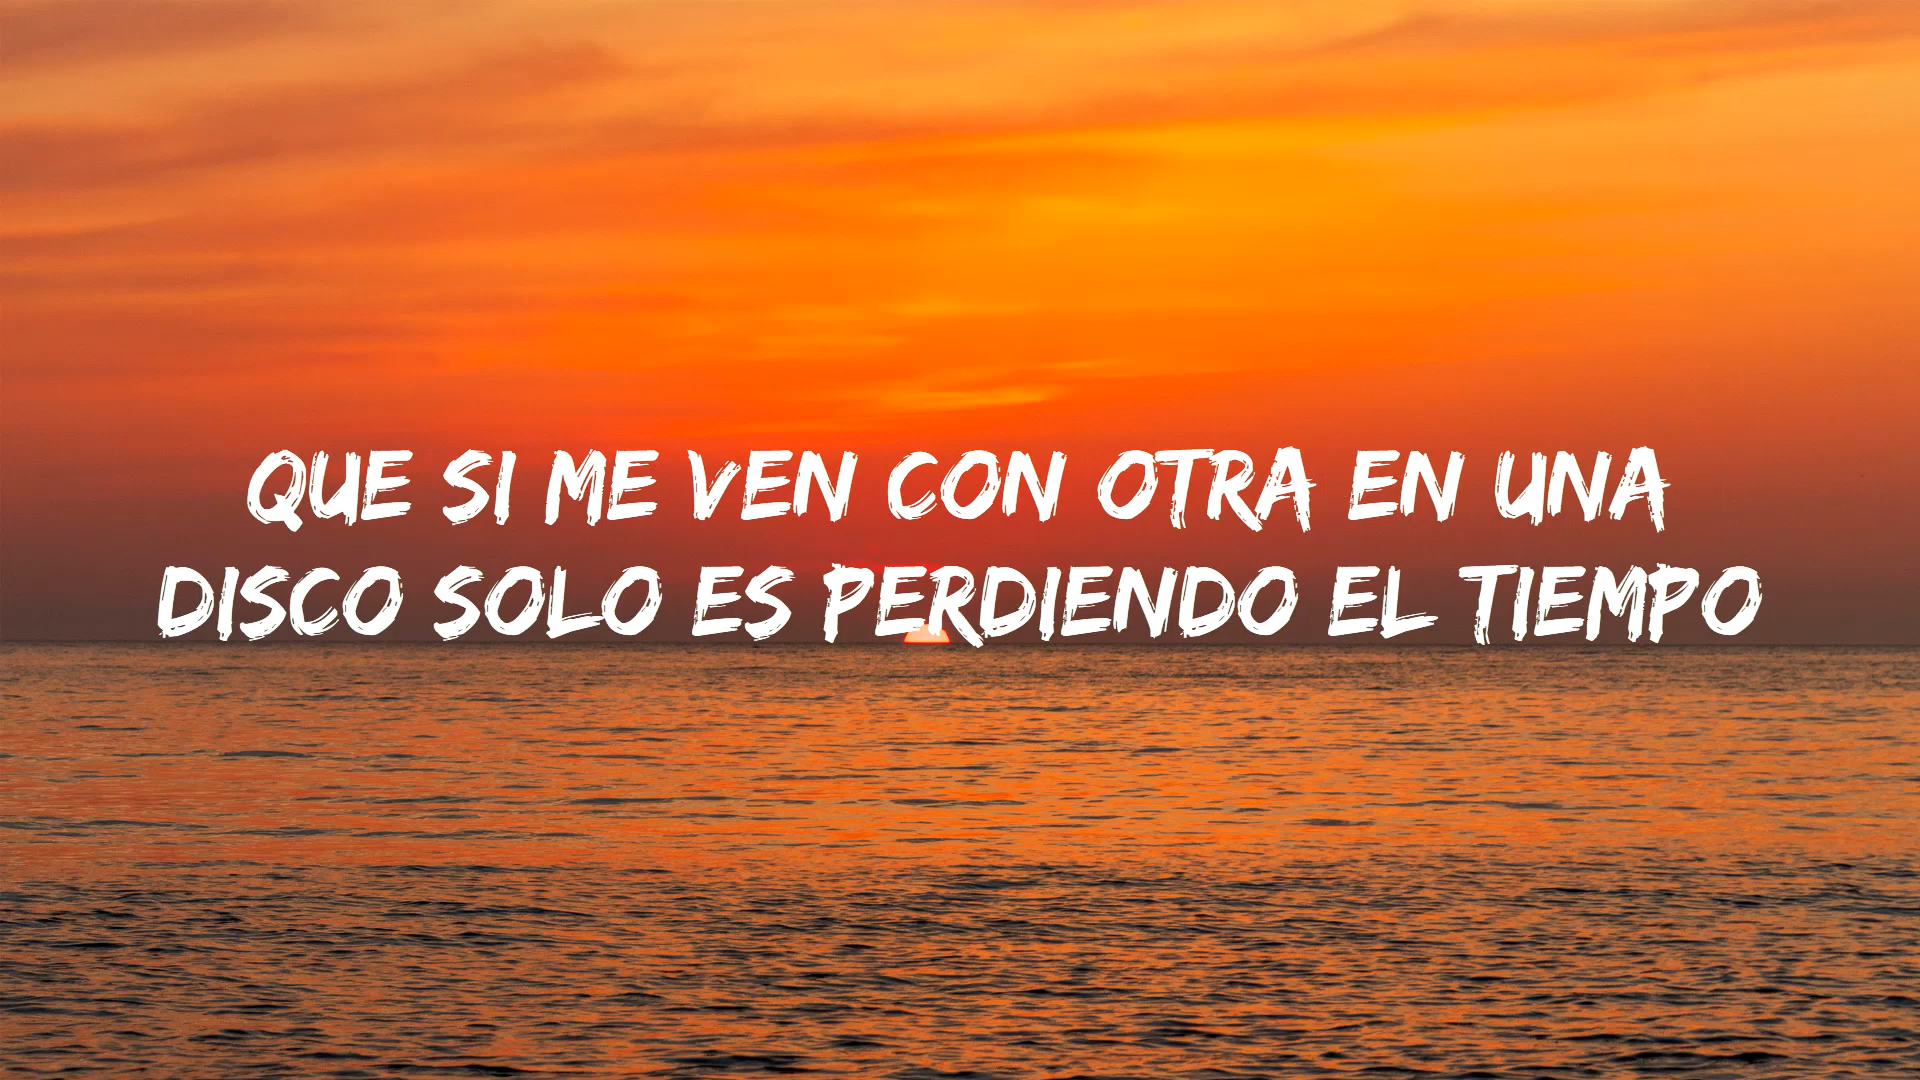 QUE SI ME VEN CON OTRA EN UNA
DISCO SOLO ES PERDIENDO EL TIEMPO